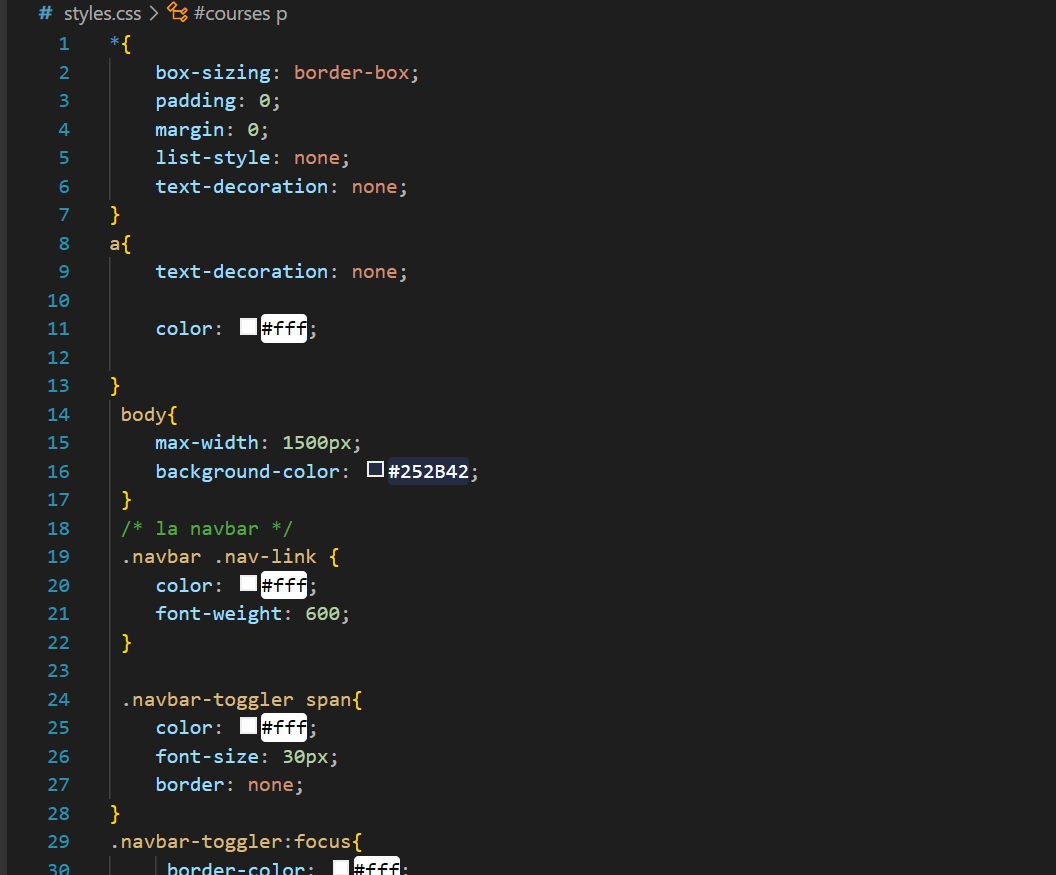 # styles.css > #courses p
1 *{
2 box-sizing: border-box;
3 padding: 0;
4 margin: 0;
5 list-style: none;
6 text-decoration: none;
7 }
8 a{
9 text-decoration: none;
10
11 color: #fff;
12
13 }
14 body{
15 max-width: 1500px;
16 background-color: #252B42;
17 }
18 /* la navbar */
19 .navbar .nav-link {
20 color: #fff;
21 font-weight: 600;
22 }
23
24 .navbar-toggler span{
25 color: #fff;
26 font-size: 30px;
27 border: none;
28 }
29 .navbar-toggler:focus{
30 border-color: #fff;